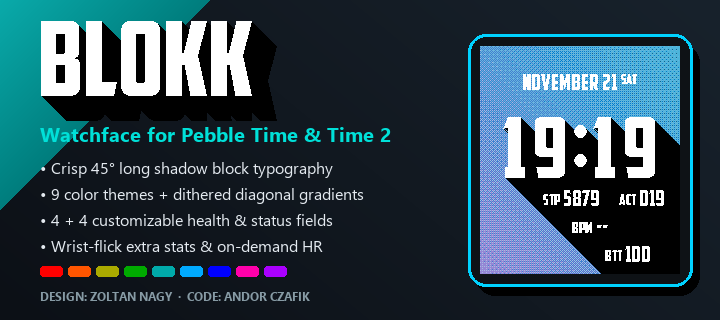 BLOKK
Watchface for Pebble Time & Time 2
• Crisp 45° long shadow block typography
• 9 color themes + dithered diagonal gradients
• 4 + 4 customizable health & status fields
• Wrist-flick extra stats & on-demand HR
DESIGN: ZOLTAN NAGY · CODE: ANDOR CZAFIK
NOVEMBER 21 SAT
19:19
STP 5879 ACT 019
BPM --
BTT 100